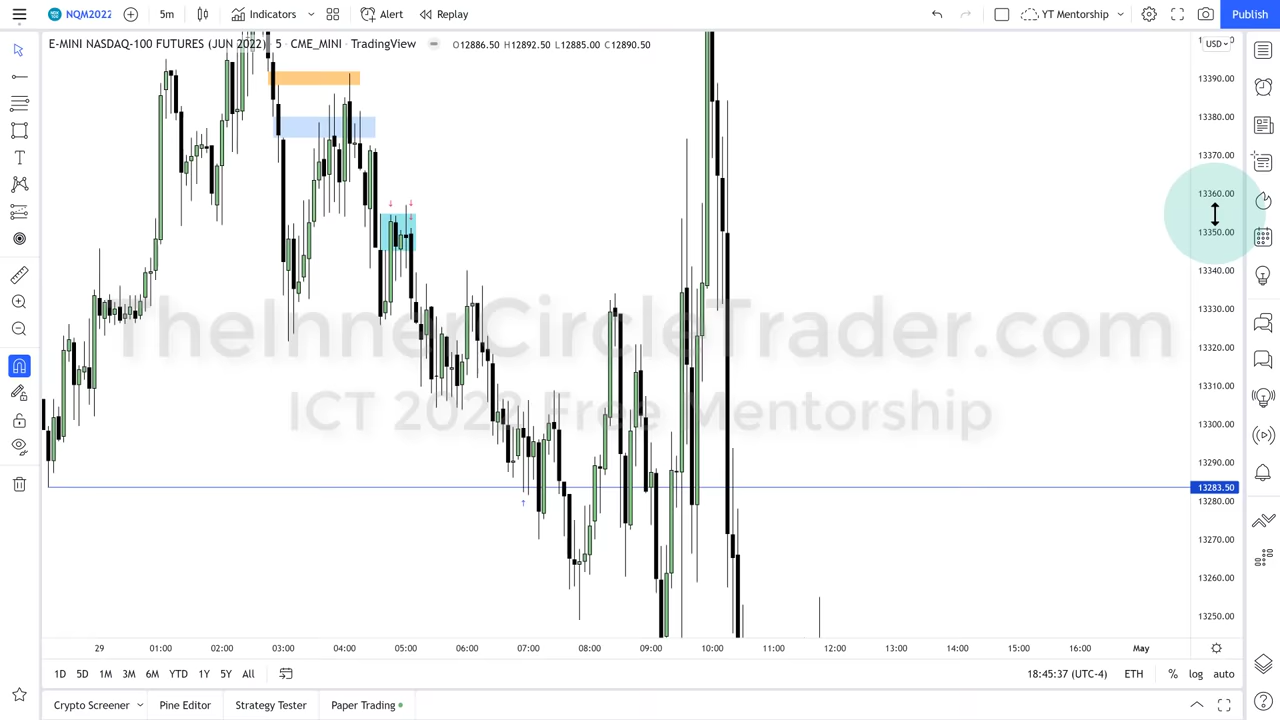 NQM2022 5m Indicators Alert Replay YT Mentorship Publish
E-MINI NASDAQ-100 FUTURES (JUN 2022) · 5 · CME_MINI · TradingView O12886.50 H12892.50 L12885.00 C12890.50 USD
13390.00
13380.00
13370.00
13360.00
13350.00
13340.00
13330.00
TheInnerCircleTrader.com
13320.00
13310.00
ICT 2022 Free Mentorship
13300.00
13290.00
13283.50
13280.00
13270.00
13260.00
13250.00
29 01:00 02:00 03:00 04:00 05:00 06:00 07:00 08:00 09:00 10:00 11:00 12:00 13:00 14:00 15:00 16:00 May
1D 5D 1M 3M 6M YTD 1Y 5Y All 18:45:37 (UTC-4) ETH % log auto
Crypto Screener Pine Editor Strategy Tester Paper Trading